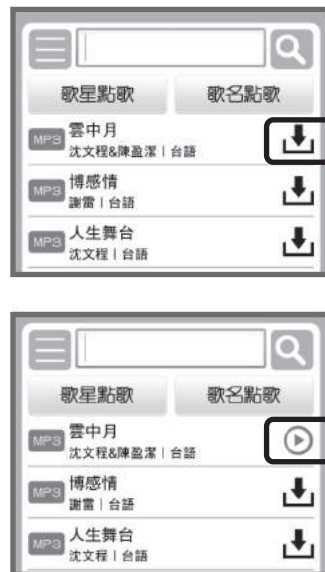 歌星點歌 歌名點歌
MP3 雲中月
沈文程&陳盈潔 | 台語
MP3 博感情
謝雷 | 台語
MP3 人生舞台
沈文程 | 台語
歌星點歌 歌名點歌
MP3 雲中月
沈文程&陳盈潔 | 台語
MP3 博感情
謝雷 | 台語
MP3 人生舞台
沈文程 | 台語